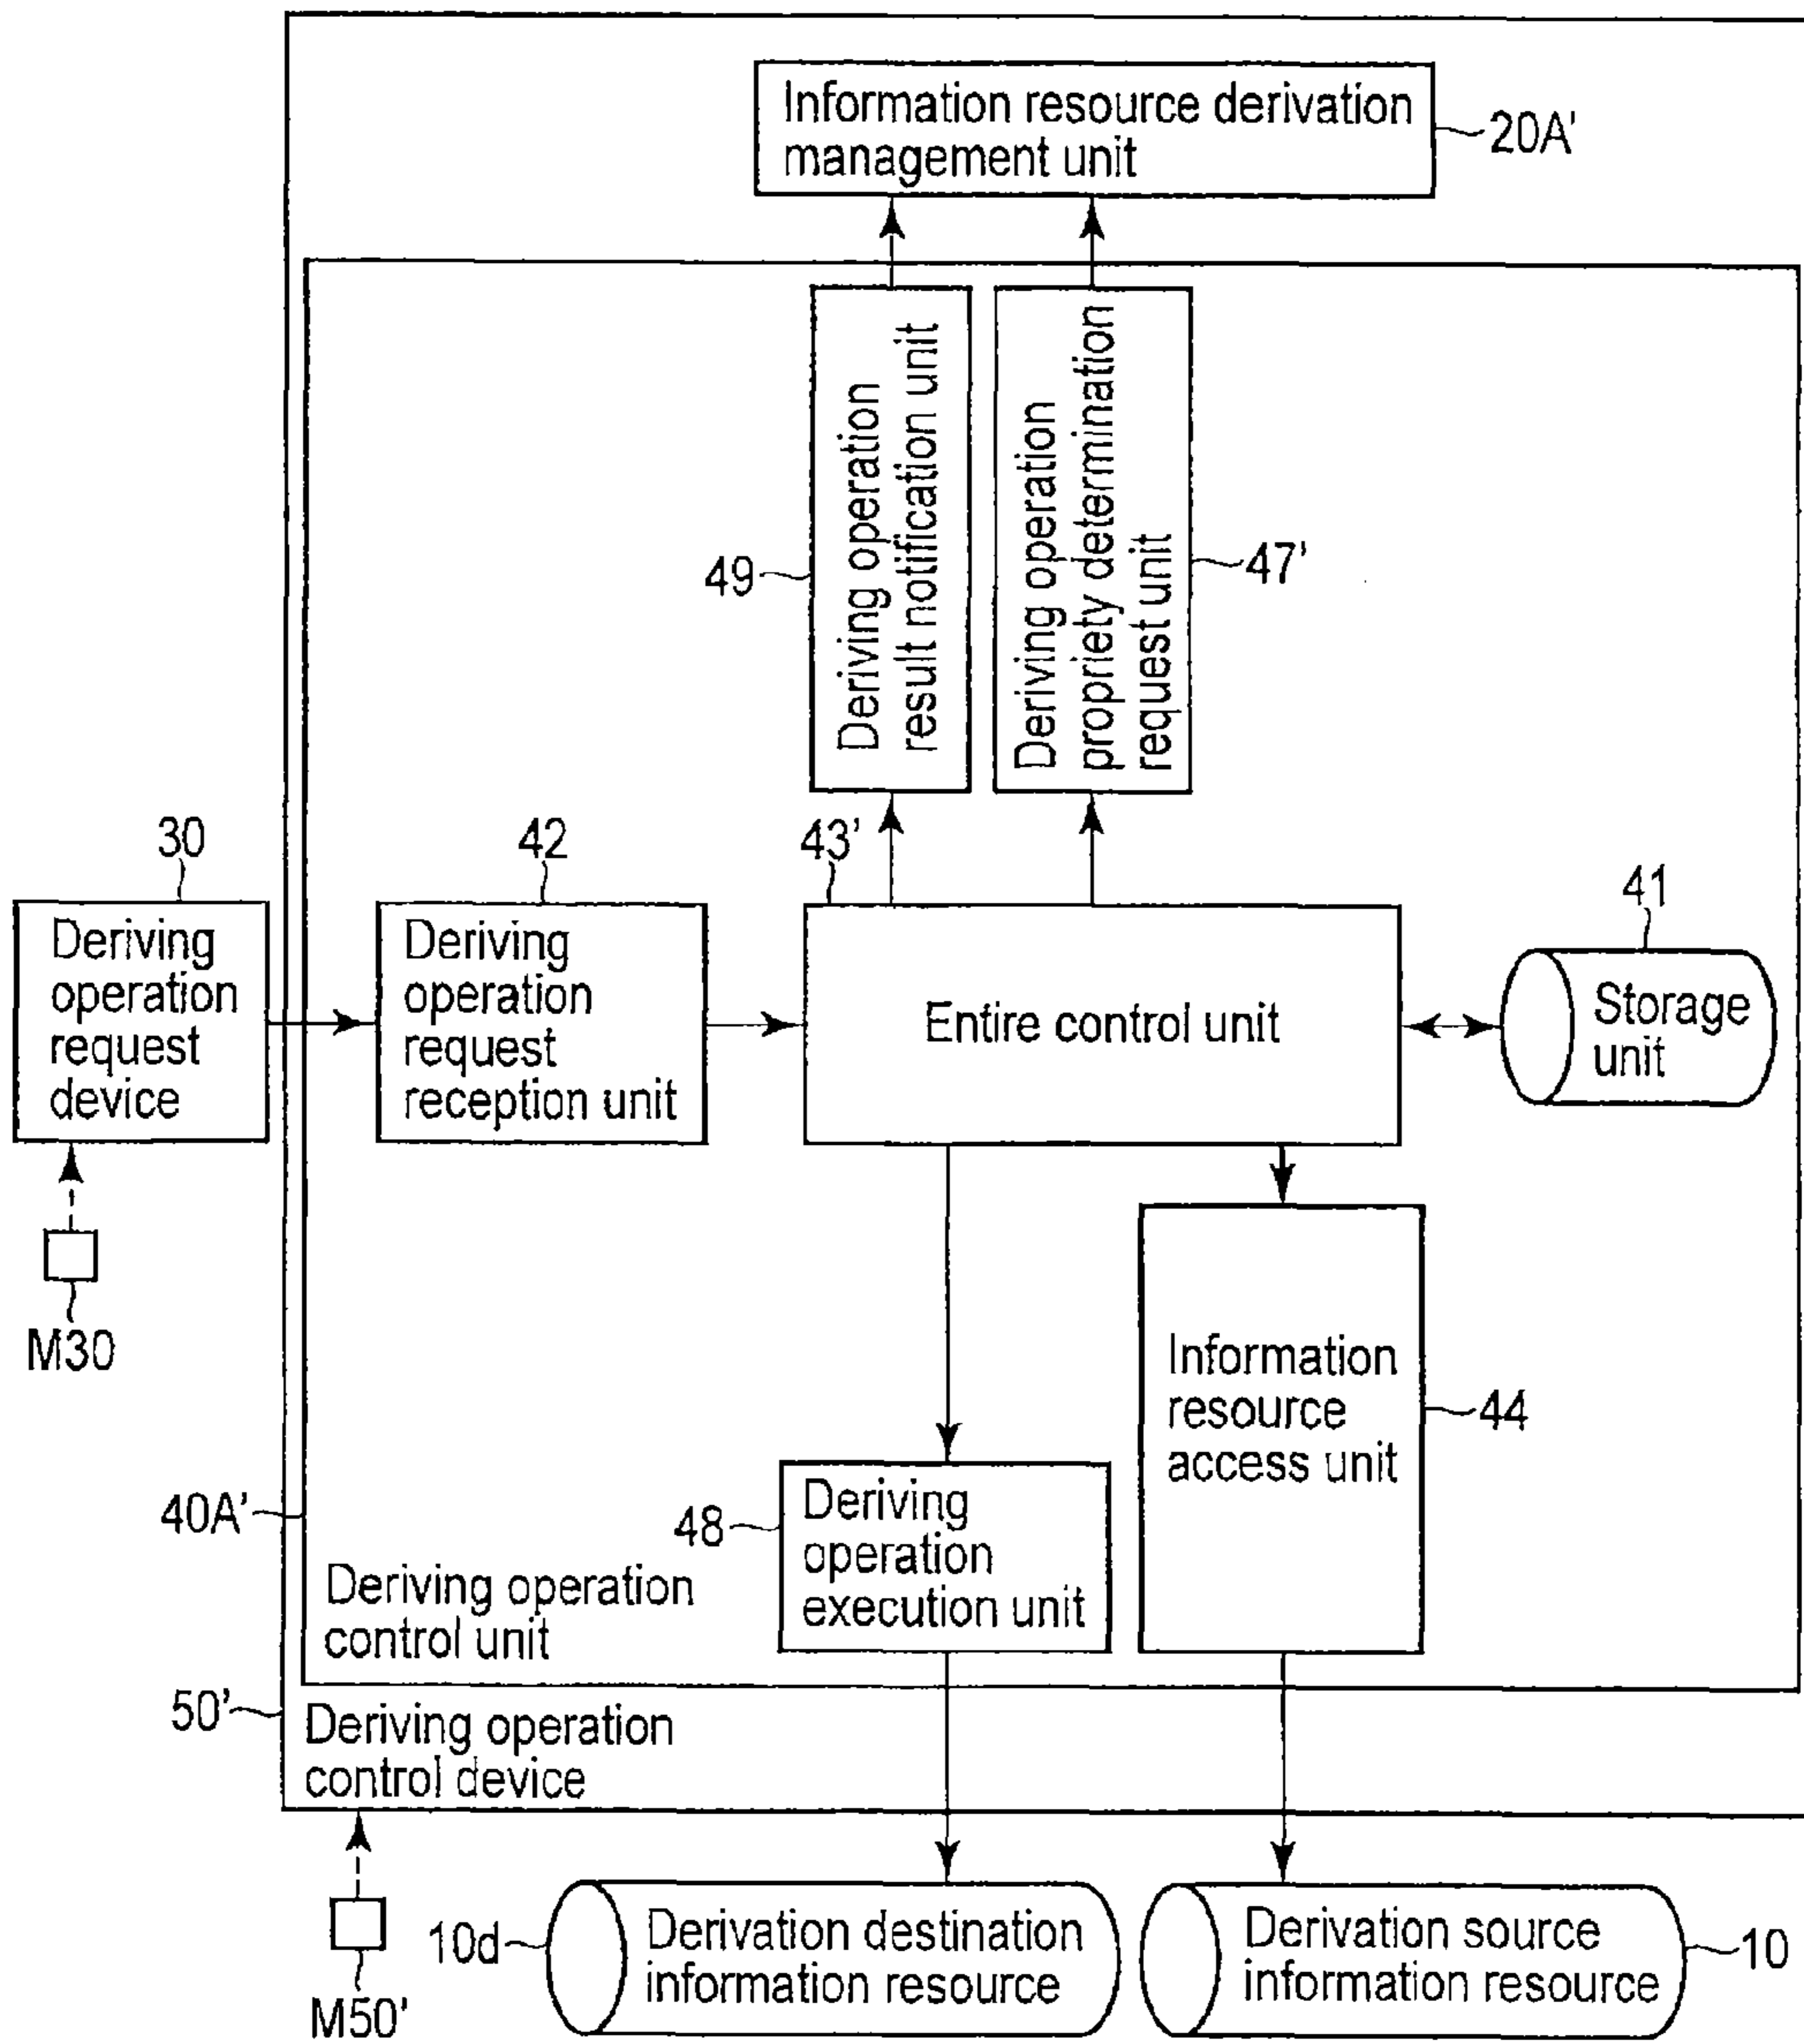 Information resource derivation
management unit
20A'
Deriving operation
result notification unit
49
Deriving operation
propriety determination
request unit
47'
30
Deriving
operation
request
device
M30
42
Deriving
operation
request
reception unit
43'
Entire control unit
41
Storage
unit
Information
resource
access unit
44
48
Deriving
operation
execution unit
40A'
Deriving operation
control unit
50'
Deriving operation
control device
M50'
10d
Derivation destination
information resource
Derivation source
information resource
10